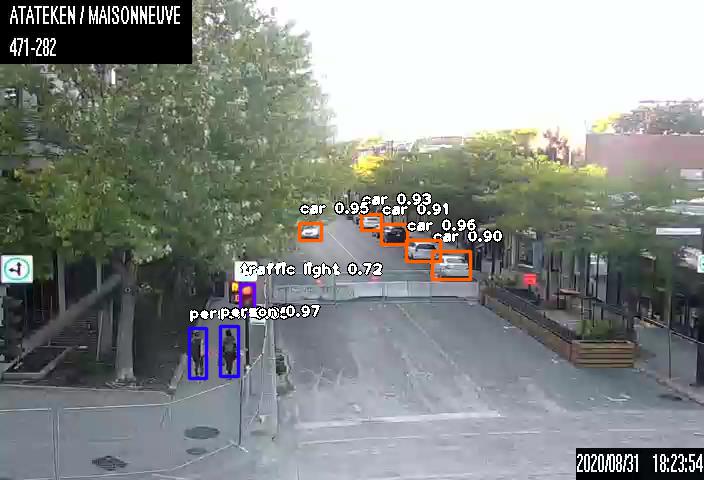 ATATEKEN / MAISONNEUVE
471-282
car 0.93
car 0.95
car 0.91
car 0.96
car 0.90
traffic light 0.72
person 0.97
2020/08/31 18:23:54